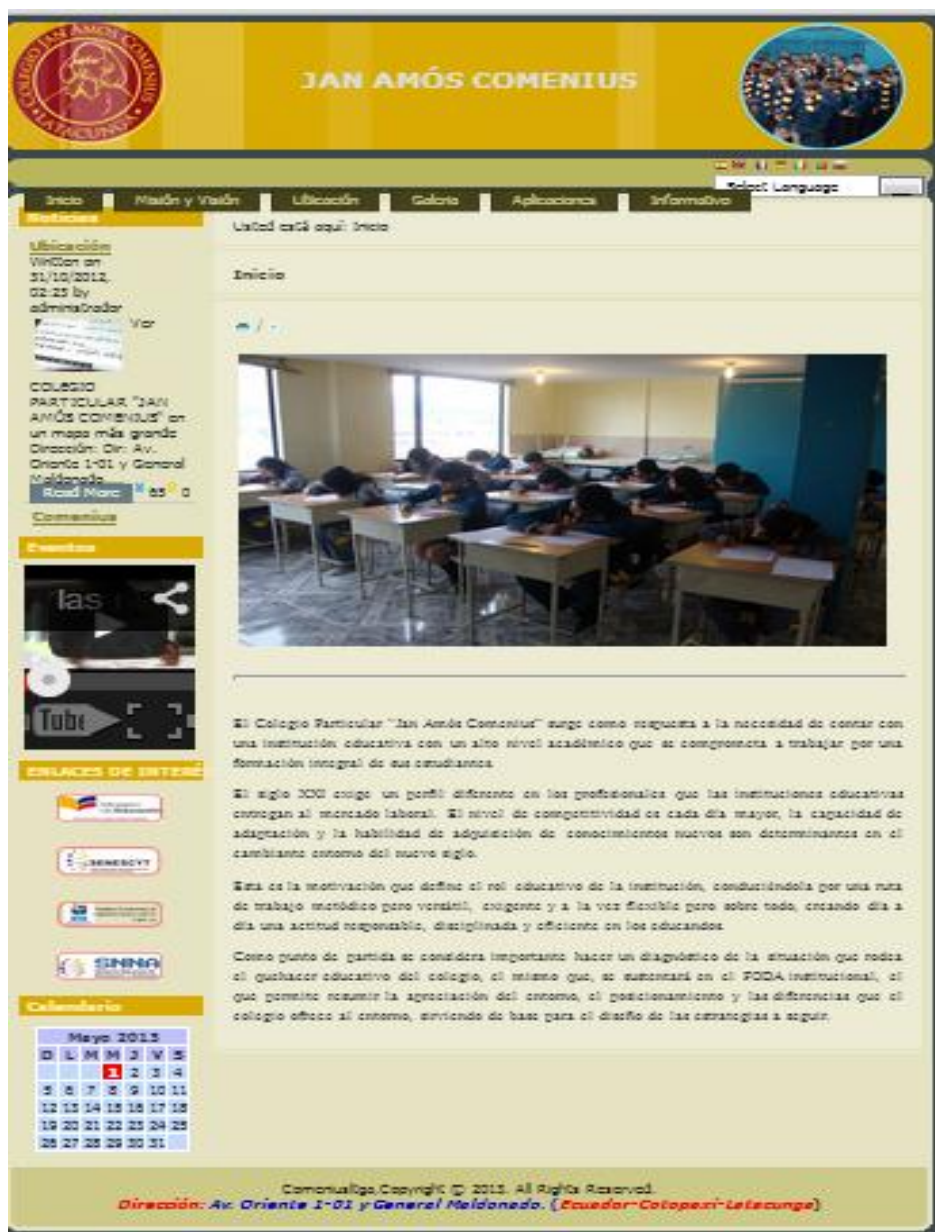 COLEGIO JAN AMOS COMENIUS
LATACUNGA
JAN AMÓS COMENIUS
Select Language
Inicio Misión y Visión Ubicación Galeria Aplicaciones Informativo
Noticias
Ubicación
Written on
31/10/2012,
02:25 by
administrador
Ver
COLEGIO
PARTICULAR "JAN
AMÓS COMENIUS" en
un mapa más grande
Dirección: Dir: Av.
Oriente 1-01 y General
Maldonado
Read More 63 0
Comenius
Eventos
las
Tube
ENLACES DE INTERÉ
SENESCYT
SNNA
Calendario
Mayo 2013
D L M M J V S
1 2 3 4
5 6 7 8 9 10 11
12 13 14 15 16 17 18
19 20 21 22 23 24 25
26 27 28 29 30 31
Usted está aquí: Inicio
Inicio
/
El Colegio Particular "Jan Amós Comenius" surge como respuesta a la necesidad de contar con
una institución educativa con un alto nivel académico que se comprometa a trabajar por una
formación integral de sus estudiantes
El siglo XXI exige un perfil diferente en los profesionales que las instituciones educativas
entregan al mercado laboral. El nivel de competitividad es cada día mayor, la capacidad de
adaptación y la habilidad de adquisición de conocimientos nuevos son determinantes en el
cambiante entorno del nuevo siglo.
Esta es la motivación que define el rol educativo de la institución, conduciéndola por una ruta
de trabajo metódico pero versátil, exigente y a la vez flexible pero sobre todo, creando día a
día una actitud responsable, disciplinada y eficiente en los educandos
Como punto de partida se considera importante hacer un diagnóstico de la situación que rodea
el quehacer educativo del colegio, el mismo que, se sustentará en el FODA institucional, el
que permite resumir la apreciación del entorno, el posicionamiento y las diferencias que el
colegio ofrece al entorno, sirviendo de base para el diseño de las estrategias a seguir.
Copyright © 2013. All Rights Reserved.
Dirección: Av. Oriente 1-01 y General Maldonado. (Ecuador-Cotopaxi-Latacunga)